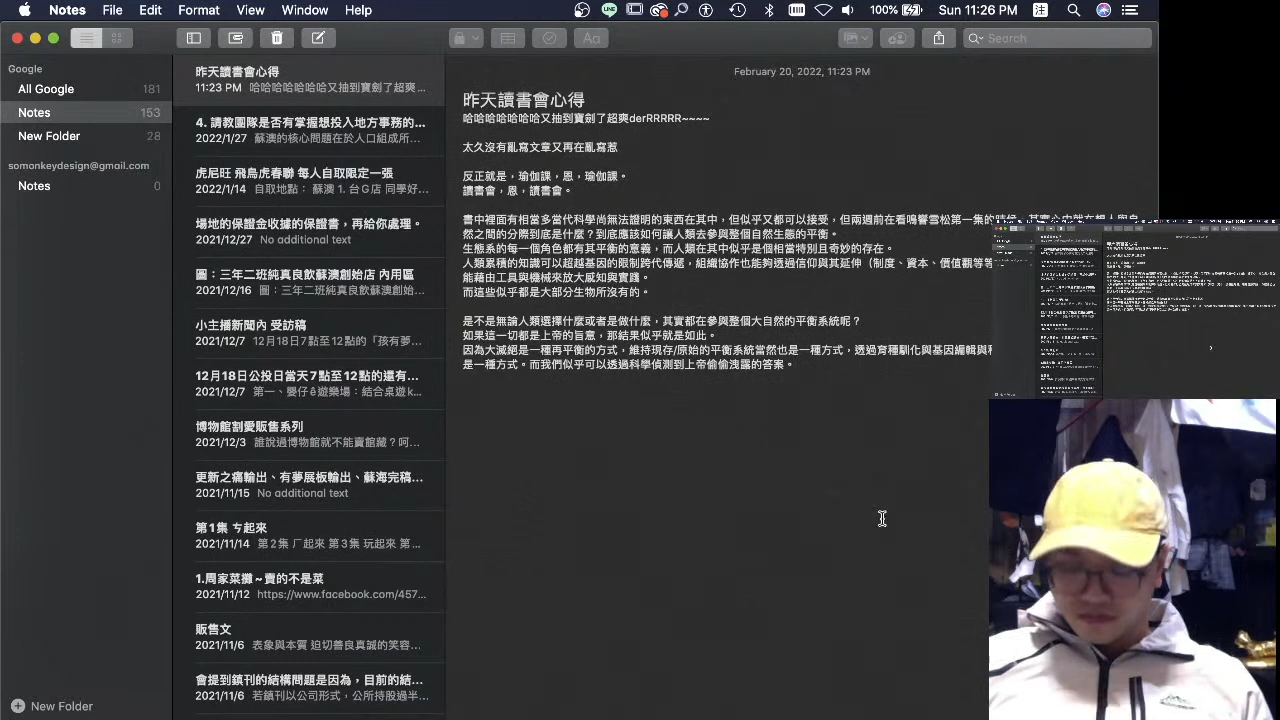 Notes File Edit Format View Window Help 100% Sun 11:26 PM 注
Search
Google
All Google 181
Notes 153
New Folder 28
somonkeydesign@gmail.com
Notes 0
New Folder
昨天讀書會心得
11:23 PM 哈哈哈哈哈哈哈又抽到寶劍了超爽...
4. 請教團隊是否有掌握想投入地方事務的...
2022/1/27 蘇澳的核心問題在於人口組成所...
虎尼旺 飛鳥虎春聯 每人自取限定一張
2022/1/14 自取地點： 蘇澳 1. 台G店 同學好...
場地的保證金收據的保證書，再給你處理。
2021/12/27 No additional text
圖：三年二班純真的款蘇澳創作者，圖...
2021/12/16 圖：三年二班純真的款蘇澳創始...
小主播新聞內 受訪稿
2021/12/7 12月18日7點至12點的「孩有夢...
12月18日公投日當天7點至12點的還有...
2021/12/7 第一、嬰仔ê遊樂場：結合桌遊k...
博物館割愛販售系列
2021/12/3 誰說過博物館就不能賣館藏？呵...
更新之痛輸出、有夢展板輸出、蘇海完稿...
2021/11/15 No additional text
第1集 ㄘ起來
2021/11/14 第２集 ㄏ起來 第３集 玩起來 第...
1.周家菜攤～賣的不是菜
2021/11/12 https://www.facebook.com/457...
販售文
2021/11/6 表象與本質 迫切善良真誠的笑容...
會提到鎮刊的結構問題是因為，目前的結...
2021/11/6 若鎮刊以公司形式，公所持股過半...
February 20, 2022, 11:23 PM
昨天讀書會心得
哈哈哈哈哈哈哈又抽到寶劍了超爽derRRRRR~~~~
太久沒有亂寫文章又再在亂寫惹
反正就是，瑜伽課，恩，瑜伽課。
讀書會，恩，讀書會。
書中裡面有相當多當代科學尚無法證明的東西在其中，但似乎又都可以接受，但兩週前在看鳴響雪松第一集的時候，其實心中就在想人與自
然之間的分際到底是什麼？到底應該如何讓人類去參與整個自然生態的平衡。
生態系的每一個角色都有其平衡的意義，而人類在其中似乎是個相當特別且奇妙的存在。
人類累積的知識可以超越基因的限制跨代傳遞，組織協作也能夠透過信仰與其延伸（制度、資本、價值觀等等
能藉由工具與機械來放大感知與實踐。
而這些似乎都是大部分生物所沒有的。
是不是無論人類選擇什麼或者是做什麼，其實都在參與整個大自然的平衡系統呢？
如果這一切都是上帝的旨意，那結果似乎就是如此。
因為大滅絕是一種再平衡的方式，維持現存/原始的平衡系統當然也是一種方式，透過育種馴化與基因編輯與
是一種方式。而我們似乎可以透過科學偵測到上帝偷偷洩露的答案。